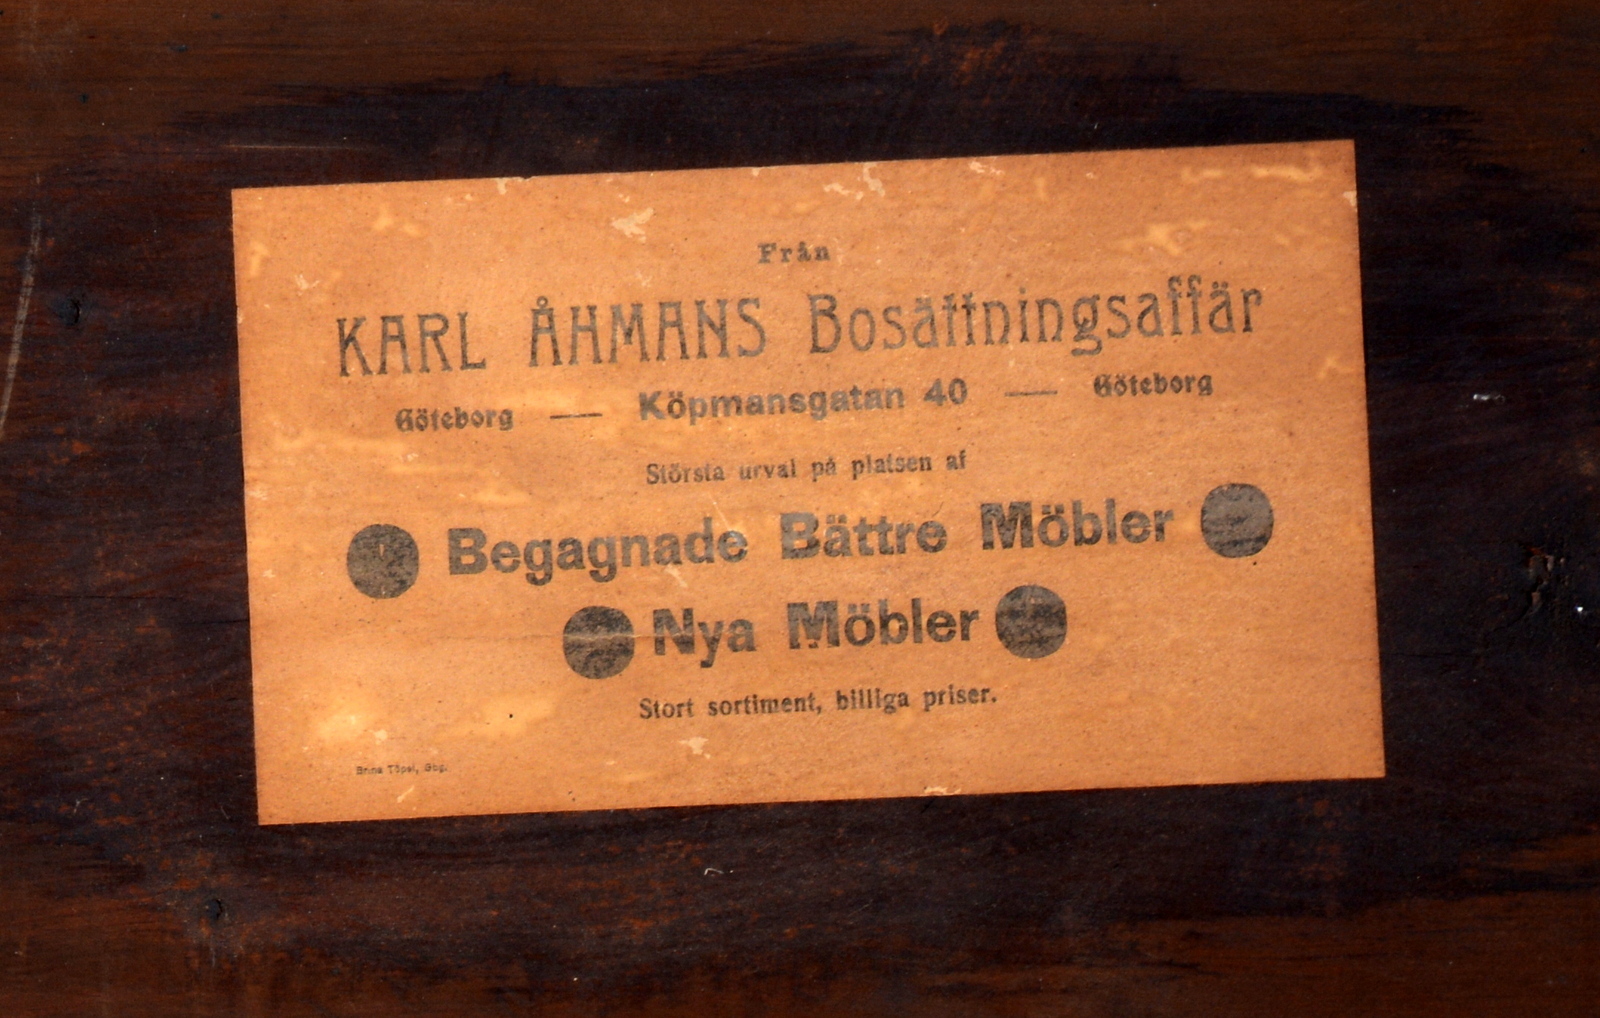 Från
KARL ÅHMANS Bosättningsaffär
Göteborg — Köpmansgatan 40 — Göteborg
Största urval på platsen af
Begagnade Bättre Möbler
Nya Möbler
Stort sortiment, billiga priser.
Gbg.